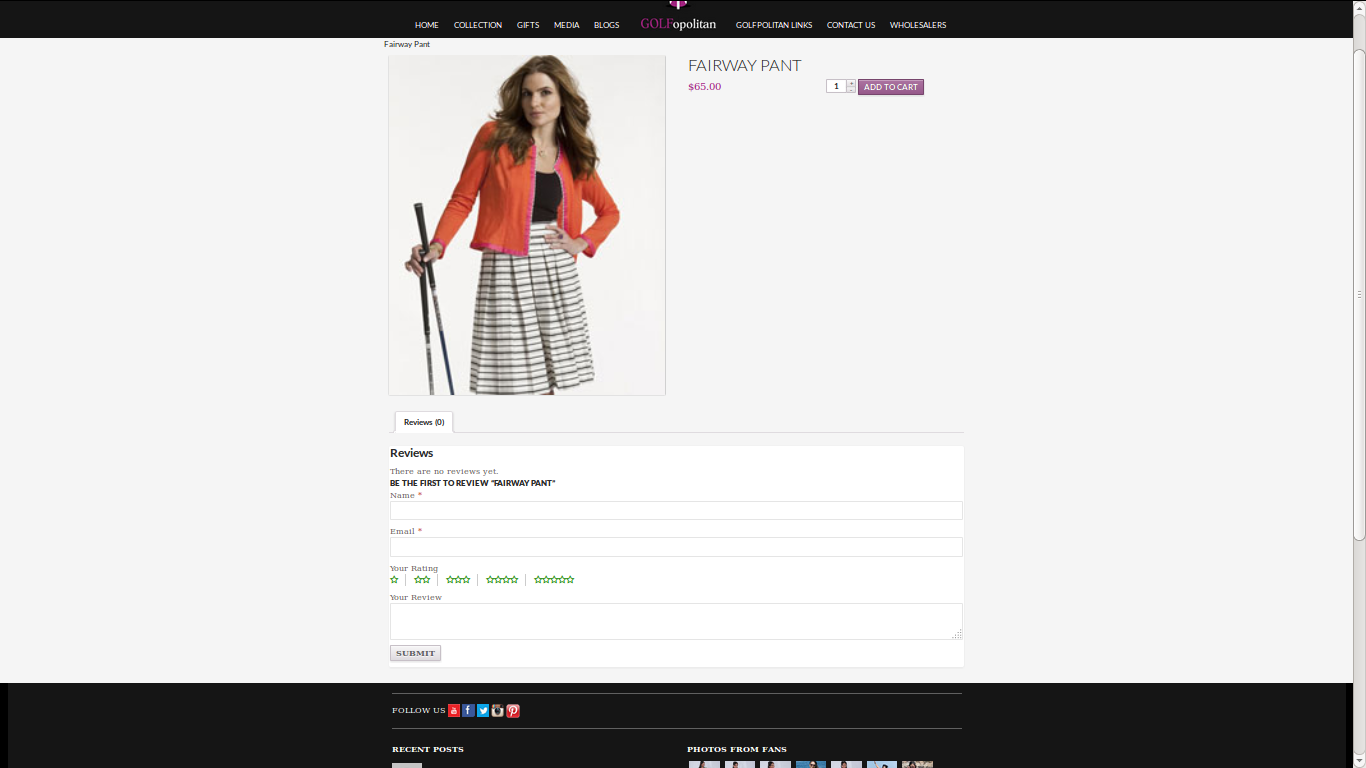 HOME COLLECTION GIFTS MEDIA BLOGS GOLFopolitan GOLFPOLITAN LINKS CONTACT US WHOLESALERS
Fairway Pant
FAIRWAY PANT
$65.00 1 ADD TO CART
Reviews (0)
Reviews
There are no reviews yet.
BE THE FIRST TO REVIEW "FAIRWAY PANT"
Name *
Email *
Your Rating
Your Review
SUBMIT
FOLLOW US
RECENT POSTS PHOTOS FROM FANS